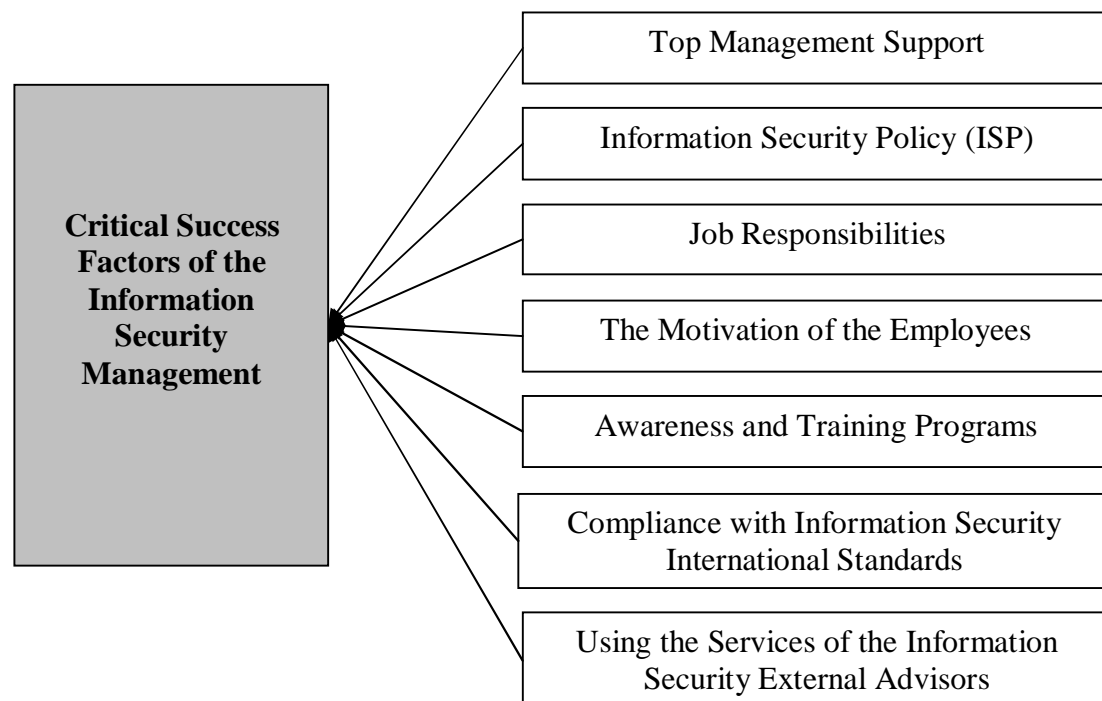 Critical Success
Factors of the
Information
Security
Management
Top Management Support
Information Security Policy (ISP)
Job Responsibilities
The Motivation of the Employees
Awareness and Training Programs
Compliance with Information Security
International Standards
Using the Services of the Information
Security External Advisors